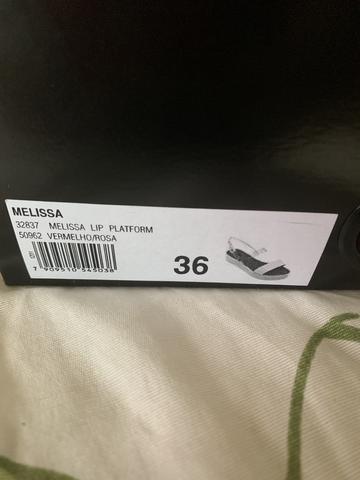 MELISSA
32837 MELISSA LIP PLATFORM
50962 VERMELHO/ROSA
36
7 909510 545038